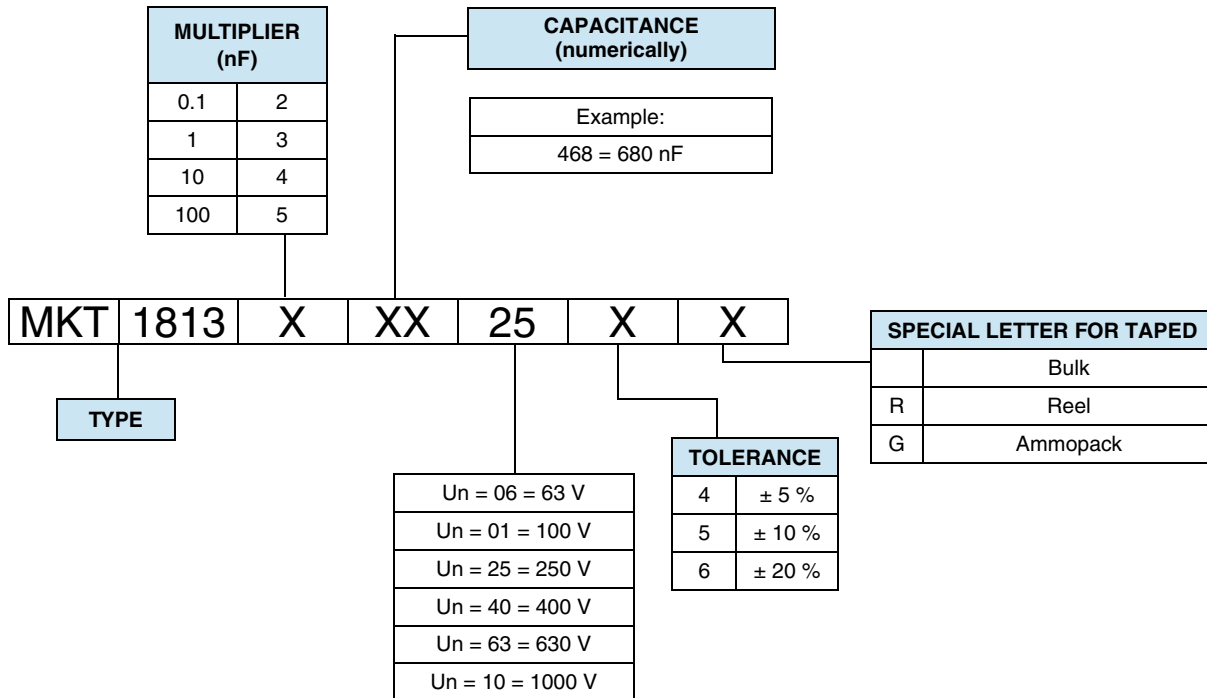 MULTIPLIER
(nF)
0.1 2
1 3
10 4
100 5
CAPACITANCE
(numerically)
Example:
468 = 680 nF
MKT 1813 X XX 25 X X
TYPE
Un = 06 = 63 V
Un = 01 = 100 V
Un = 25 = 250 V
Un = 40 = 400 V
Un = 63 = 630 V
Un = 10 = 1000 V
TOLERANCE
4 ± 5 %
5 ± 10 %
6 ± 20 %
SPECIAL LETTER FOR TAPED
Bulk
R Reel
G Ammopack